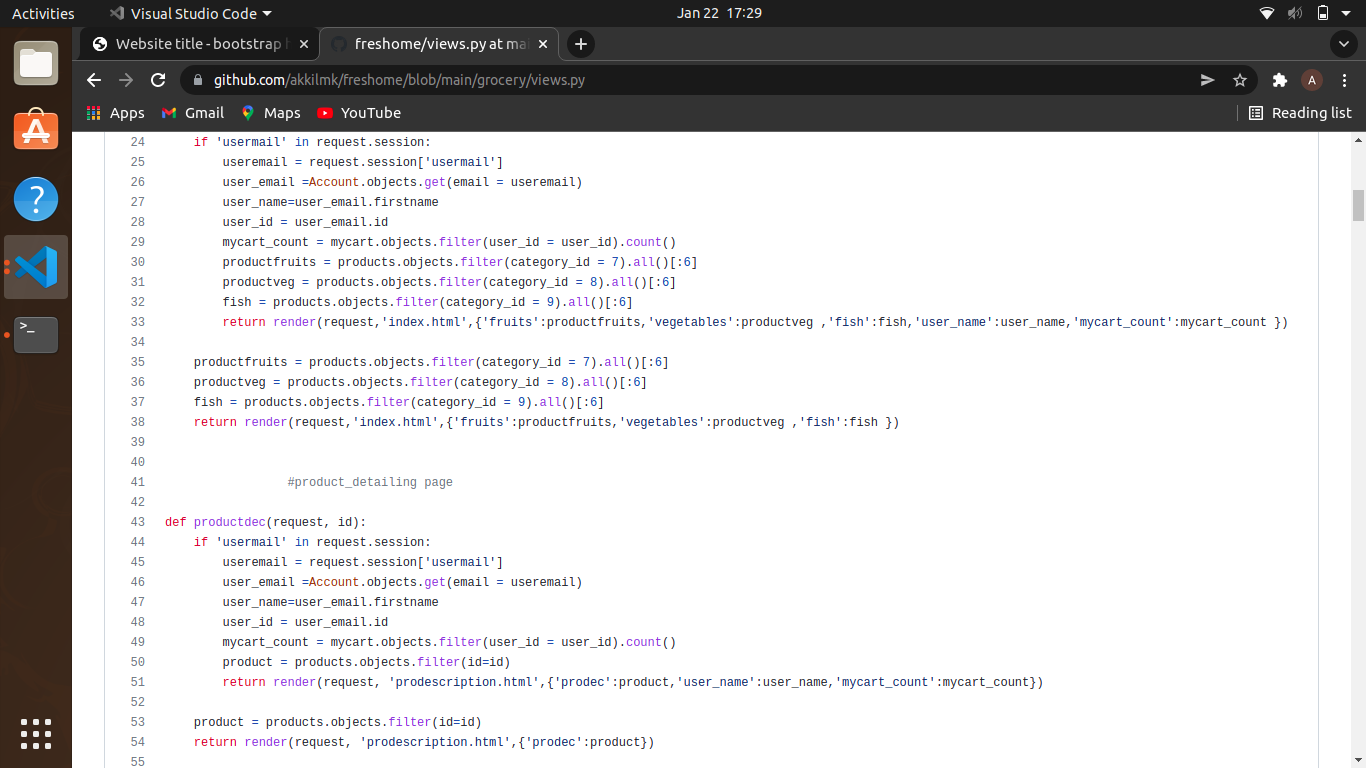 Activities
Visual Studio Code
Jan 22 17:29
Website title - bootstrap
freshome/views.py at ma
github.com/akkilmk/freshome/blob/main/grocery/views.py
A
Apps
Gmail
Maps
YouTube
Reading list
24 if 'usermail' in request.session:
25 useremail = request.session['usermail']
26 user_email =Account.objects.get(email = useremail)
27 user_name=user_email.firstname
28 user_id = user_email.id
29 mycart_count = mycart.objects.filter(user_id = user_id).count()
30 productfruits = products.objects.filter(category_id = 7).all()[:6]
31 productveg = products.objects.filter(category_id = 8).all()[:6]
32 fish = products.objects.filter(category_id = 9).all()[:6]
33 return render(request,'index.html',{'fruits':productfruits,'vegetables':productveg ,'fish':fish,'user_name':user_name,'mycart_count':mycart_count })
34
35 productfruits = products.objects.filter(category_id = 7).all()[:6]
36 productveg = products.objects.filter(category_id = 8).all()[:6]
37 fish = products.objects.filter(category_id = 9).all()[:6]
38 return render(request,'index.html',{'fruits':productfruits,'vegetables':productveg ,'fish':fish })
39
40
41 #product_detailing page
42
43 def productdec(request, id):
44 if 'usermail' in request.session:
45 useremail = request.session['usermail']
46 user_email =Account.objects.get(email = useremail)
47 user_name=user_email.firstname
48 user_id = user_email.id
49 mycart_count = mycart.objects.filter(user_id = user_id).count()
50 product = products.objects.filter(id=id)
51 return render(request, 'prodescription.html',{'prodec':product,'user_name':user_name,'mycart_count':mycart_count})
52
53 product = products.objects.filter(id=id)
54 return render(request, 'prodescription.html',{'prodec':product})
55